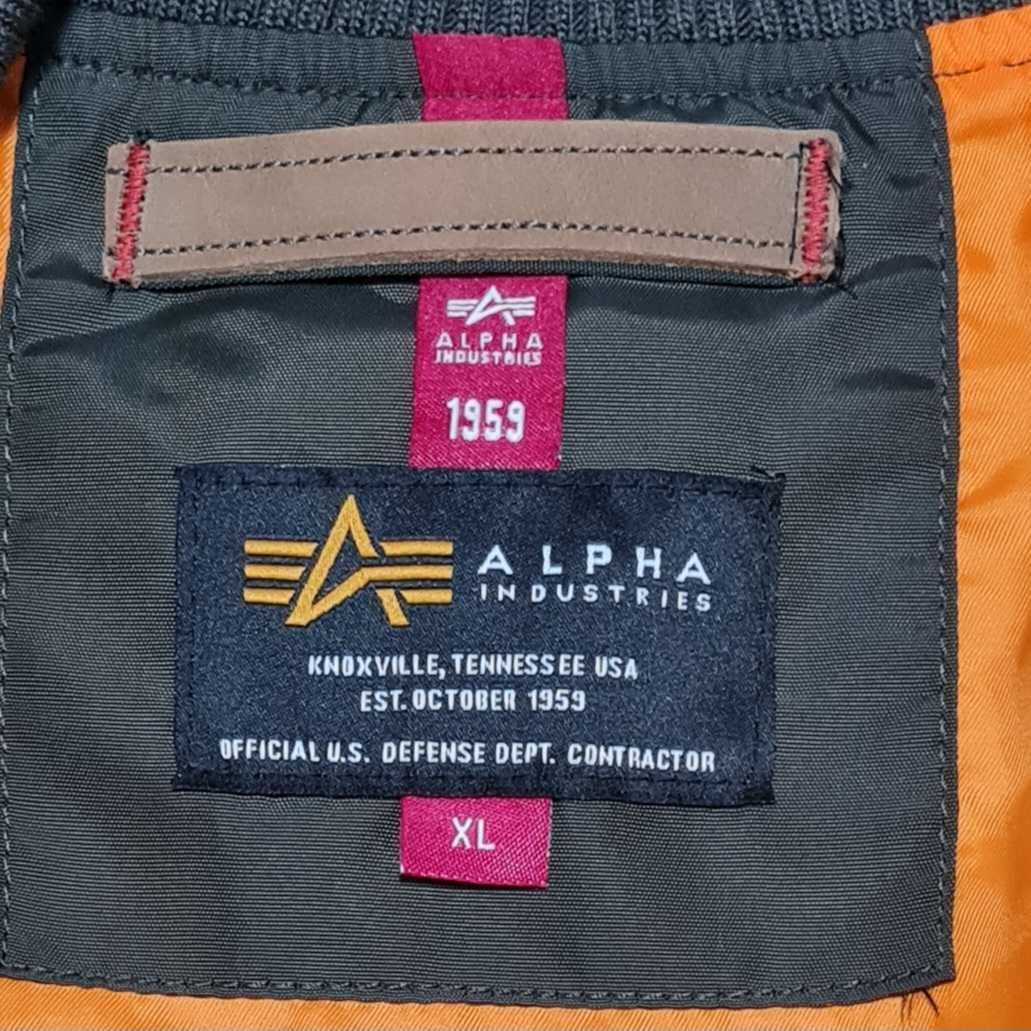 ALPHA
INDUSTRIES
1959
ALPHA
INDUSTRIES
KNOXVILLE, TENNESSEE USA
EST. OCTOBER 1959
OFFICIAL U.S. DEFENSE DEPT. CONTRACTOR
XL